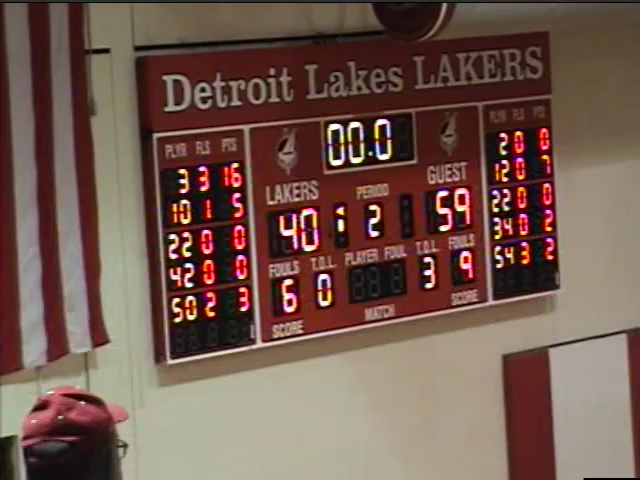 Detroit Lakes LAKERS
PLYR FLS PTS
3 3 16
10 1 5
22 0 0
42 0 0
50 2 3
00.0
LAKERS PERIOD GUEST
40 2 59
FOULS T.O.L. PLAYER FOUL T.O.L. FOULS
6 0 3 9
SCORE MATCH SCORE
PLYR FLS PTS
2 0 0
12 0 7
22 0 0
34 0 2
54 3 2